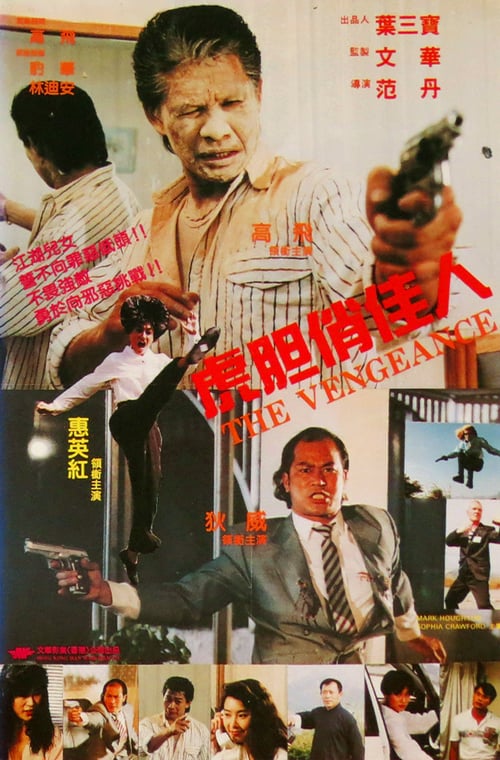 高飛
林迪安
出品人 葉三寶
監製 文華
導演 范丹
高飛
領銜主演
江湖兒女
誓不向罪惡低頭!!
不畏強敵
勇於向邪惡挑戰!!
虎胆俏佳人
THE VENGEANCE
惠英紅
領銜主演
狄威
領銜主演
MARK HOUGHTON
SOPHIA CRAWFORD